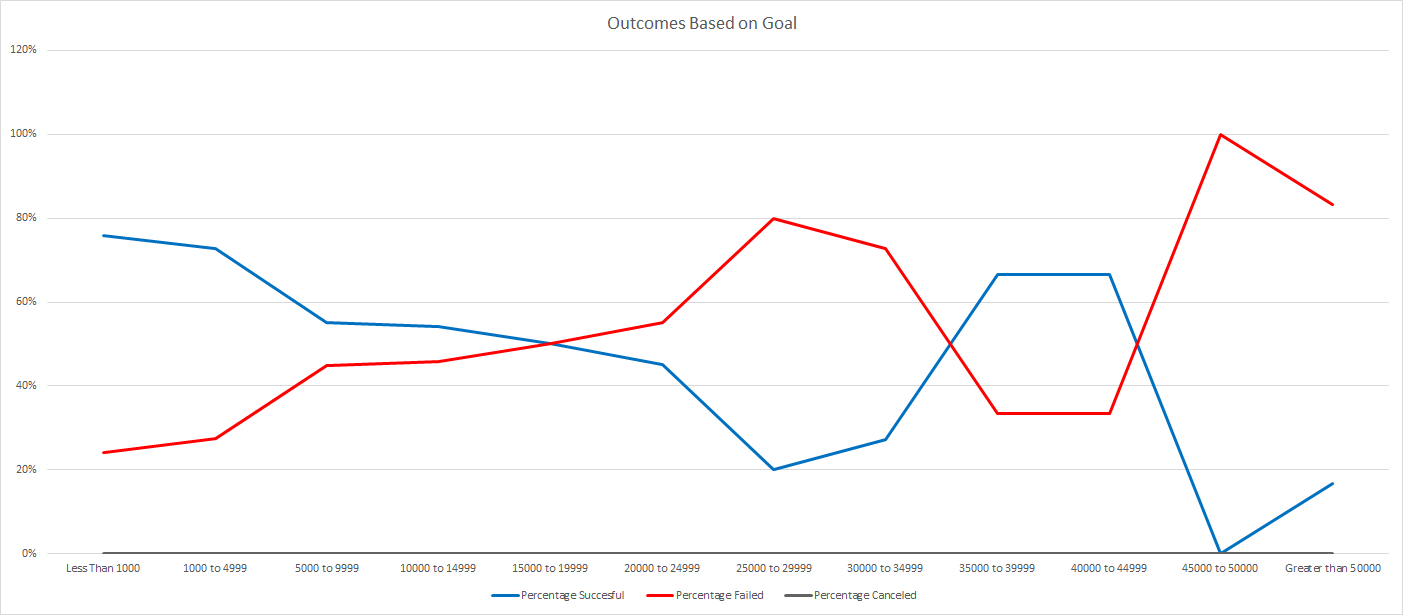 Outcomes Based on Goal
120%
100%
80%
60%
40%
20%
0%
Less Than 1000 1000 to 4999 5000 to 9999 10000 to 14999 15000 to 19999 20000 to 24999 25000 to 29999 30000 to 34999 35000 to 39999 40000 to 44999 45000 to 50000 Greater than 50000
Percentage Succesful Percentage Failed Percentage Canceled